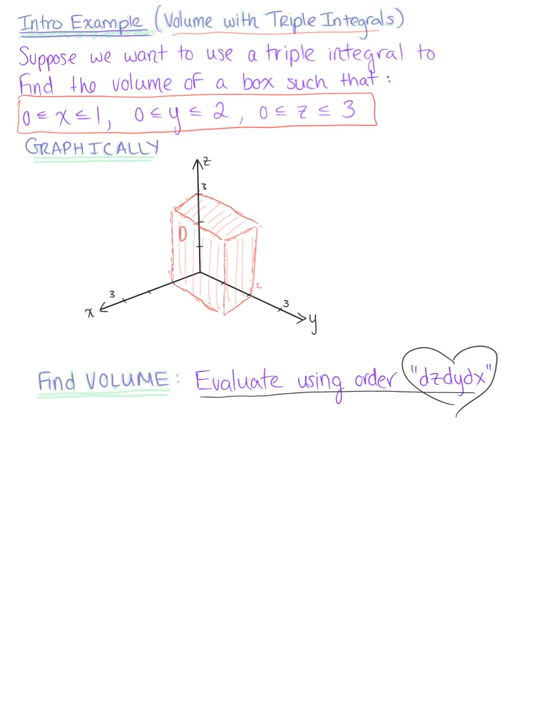 Intro Example (Volume with Triple Integrals)
Suppose we want to use a triple integral to
find the volume of a box such that:
0 ≤ x ≤ 1, 0 ≤ y ≤ 2, 0 ≤ z ≤ 3
GRAPHICALLY
z
3
D
3
x
2
3
y
Find VOLUME: Evaluate using order "dzdydx"